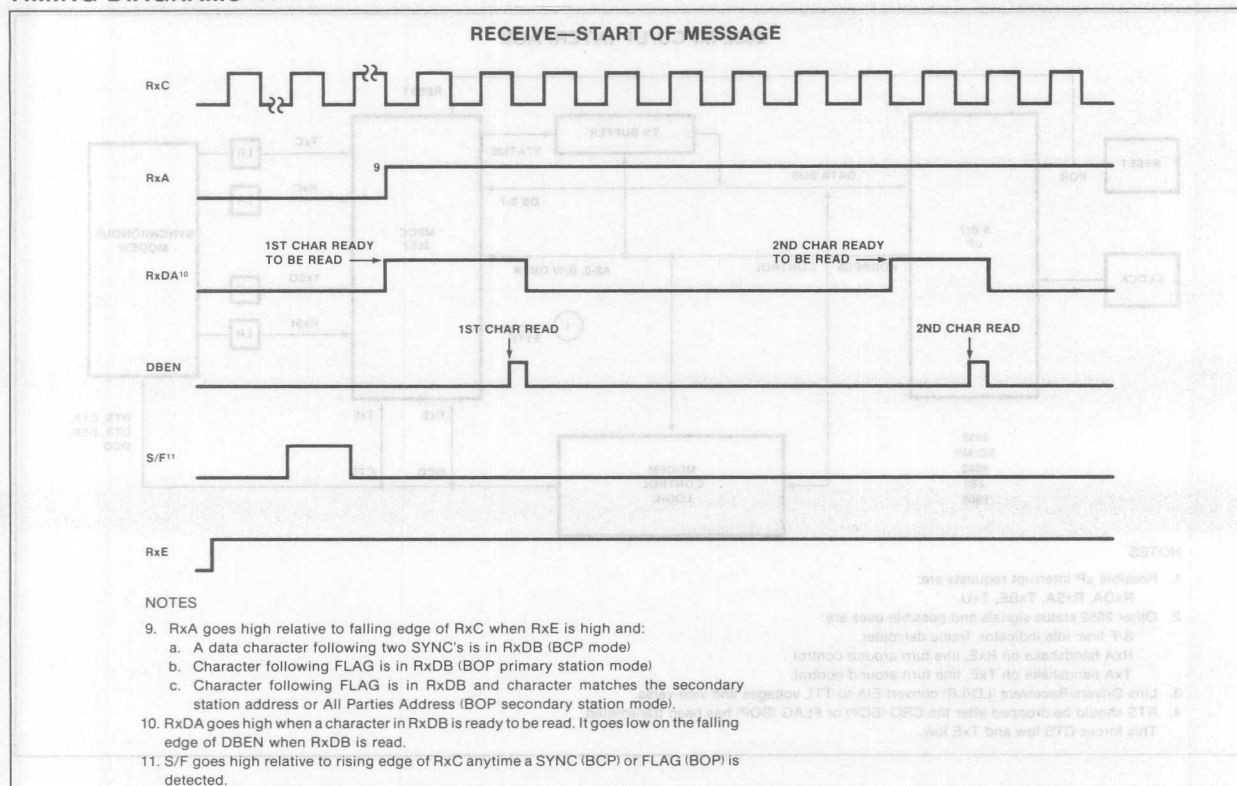 TIMING DIAGRAMS
RECEIVE—START OF MESSAGE
RxC
RxA
9
RxDA¹⁰
1ST CHAR READY
TO BE READ
2ND CHAR READY
TO BE READ
DBEN
1ST CHAR READ
2ND CHAR READ
S/F¹¹
RxE
NOTES
9. RxA goes high relative to falling edge of RxC when RxE is high and:
a. A data character following two SYNC's is in RxDB (BCP mode)
b. Character following FLAG is in RxDB (BOP primary station mode)
c. Character following FLAG is in RxDB and character matches the secondary
station address or All Parties Address (BOP secondary station mode).
10. RxDA goes high when a character in RxDB is ready to be read. It goes low on the falling
edge of DBEN when RxDB is read.
11. S/F goes high relative to rising edge of RxC anytime a SYNC (BCP) or FLAG (BOP) is
detected.